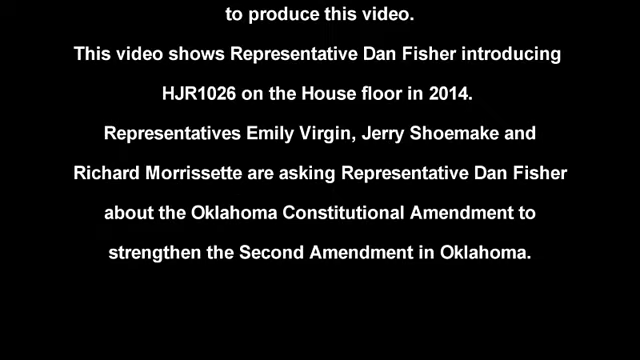 to produce this video.
This video shows Representative Dan Fisher introducing
HJR1026 on the House floor in 2014.
Representatives Emily Virgin, Jerry Shoemake and
Richard Morrissette are asking Representative Dan Fisher
about the Oklahoma Constitutional Amendment to
strengthen the Second Amendment in Oklahoma.